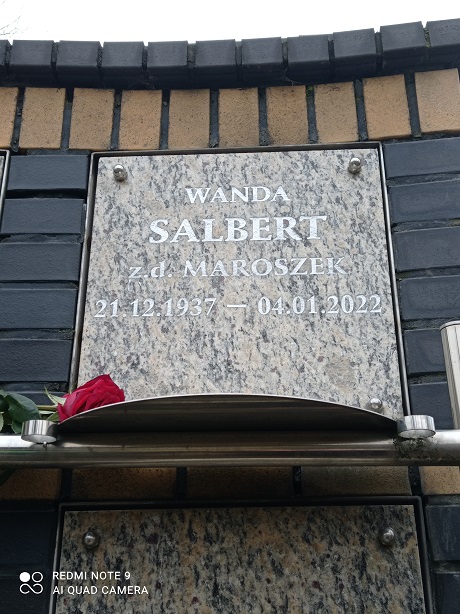 WANDA
SALBERT
z.d. MAROSZEK
21.12.1937 – 04.01.2022
REDMI NOTE 9
AI QUAD CAMERA